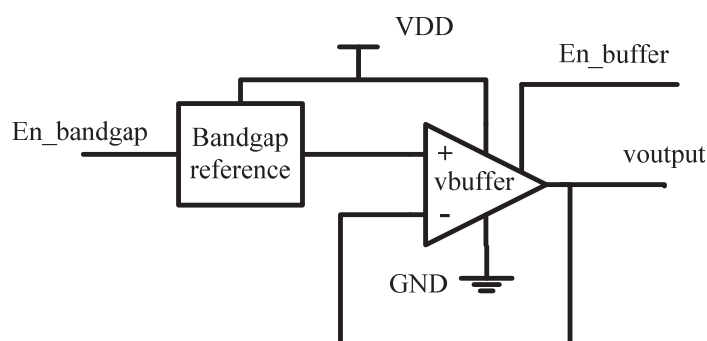 VDD
En_buffer
En_bandgap
Bandgap
reference
+
vbuffer
-
voutput
GND